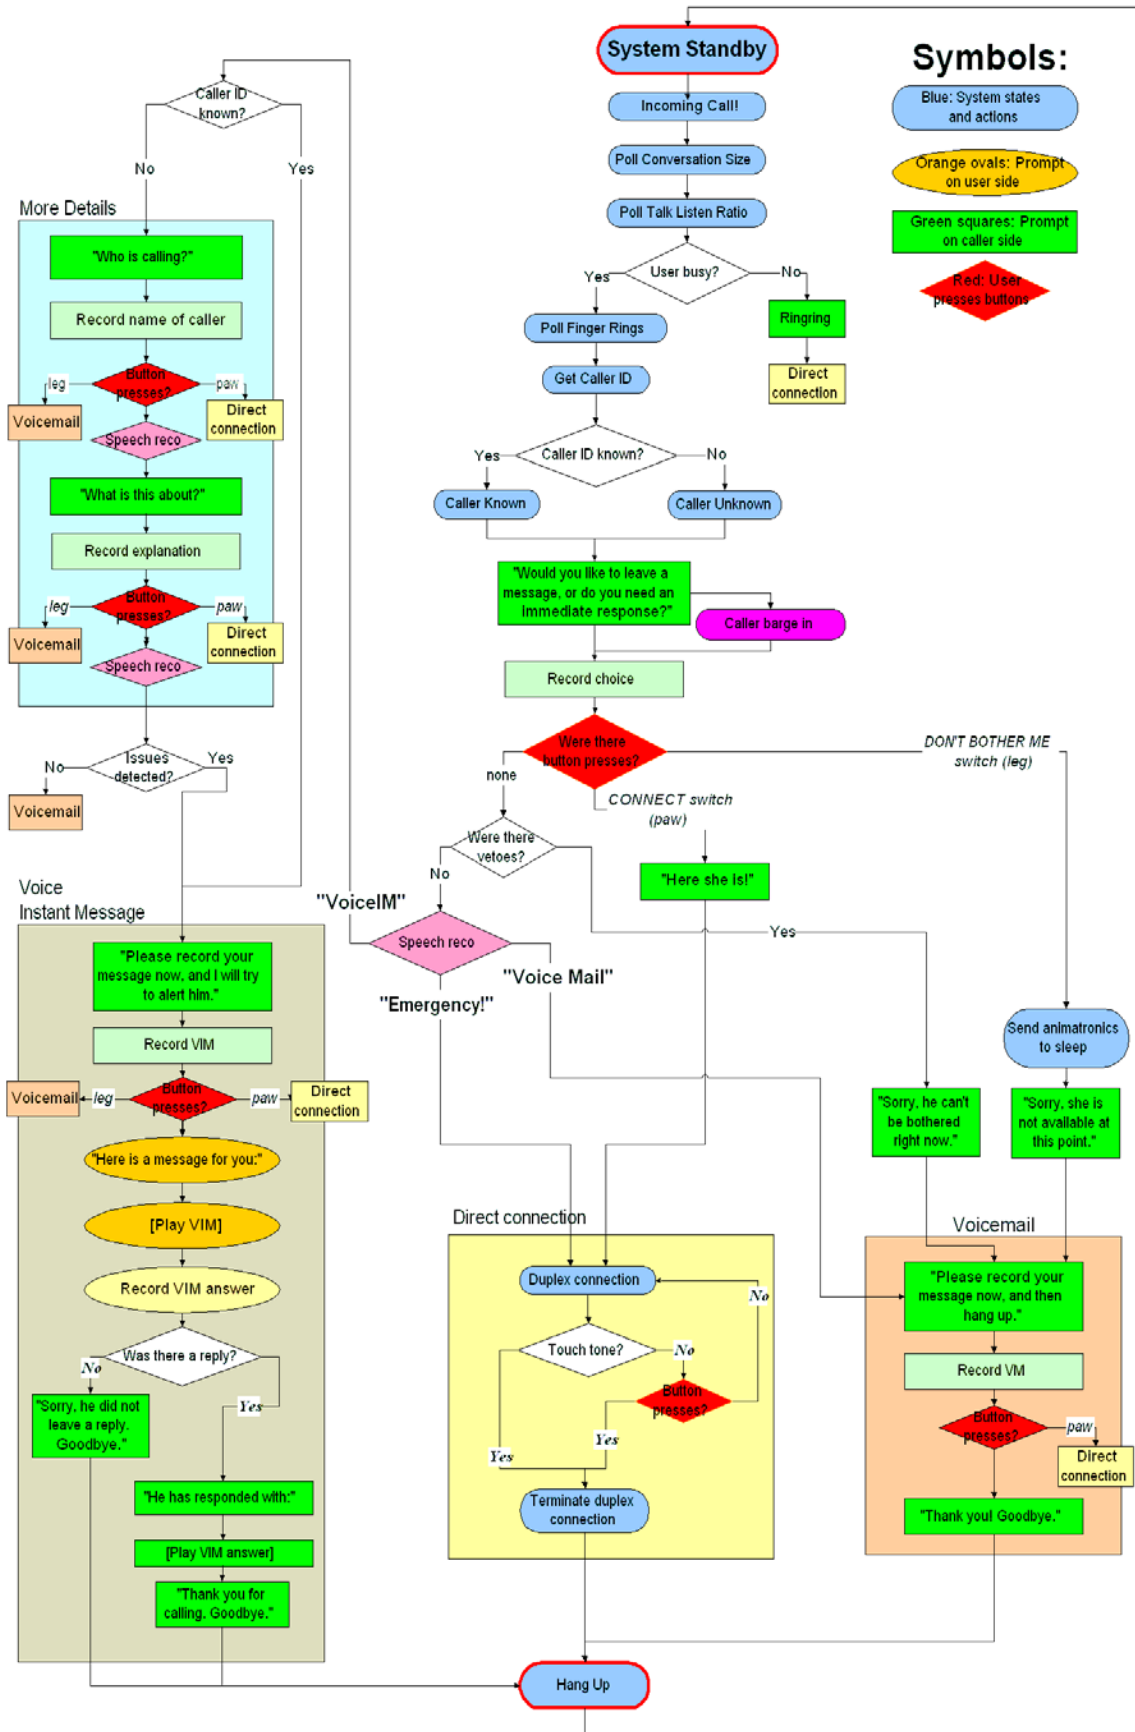 System Standby
Symbols:
Blue: System states
and actions
Orange ovals: Prompt
on user side
Green squares: Prompt
on caller side
Red: User
presses buttons
Incoming Call!
Poll Conversation Size
Poll Talk Listen Ratio
User busy?
Yes
No
Poll Finger Rings
Ringring
Get Caller ID
Direct
connection
Caller ID known?
Yes
No
Caller Known
Caller Unknown
"Would you like to leave a
message, or do you need an
immediate response?"
Caller barge in
Record choice
Were there
button presses?
none
CONNECT switch
(paw)
DON'T BOTHER ME
switch (leg)
Were there
vetoes?
No
Yes
"Here she is!"
Speech reco
"VoiceIM"
"Voice Mail"
"Emergency!"
Send animatronics
to sleep
"Sorry, he can't
be bothered
right now."
"Sorry, she is
not available at
this point."
Caller ID
known?
No
Yes
More Details
"Who is calling?"
Record name of caller
Button
presses?
leg
paw
Voicemail
Direct
connection
Speech reco
"What is this about?"
Record explanation
Button
presses?
leg
paw
Voicemail
Direct
connection
Speech reco
Issues
detected?
No
Yes
Voicemail
Voice
Instant Message
"Please record your
message now, and I will try
to alert him."
Record VIM
Button
presses?
leg
paw
Voicemail
Direct
connection
"Here is a message for you:"
[Play VIM]
Record VIM answer
Was there a reply?
No
Yes
"Sorry, he did not
leave a reply.
Goodbye."
"He has responded with:"
[Play VIM answer]
"Thank you for
calling. Goodbye."
Direct connection
Duplex connection
Touch tone?
No
No
Button
presses?
Yes
Yes
Terminate duplex
connection
Voicemail
"Please record your
message now, and then
hang up."
Record VM
Button
presses?
paw
Direct
connection
"Thank you! Goodbye."
Hang Up